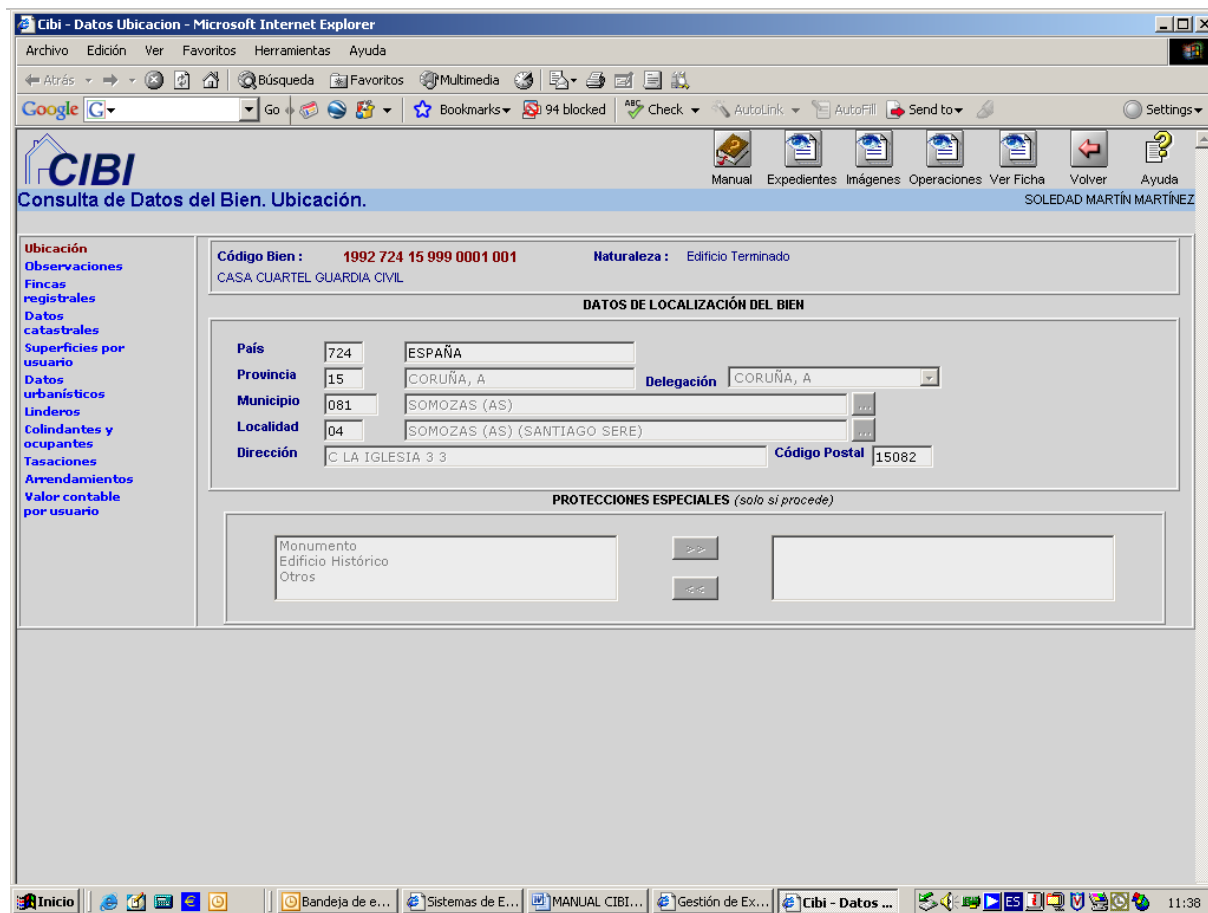 Cibi - Datos Ubicacion - Microsoft Internet Explorer
Archivo Edición Ver Favoritos Herramientas Ayuda
Atrás Búsqueda Favoritos Multimedia
Google G Go Bookmarks 94 blocked ABC Check AutoLink AutoFill Send to Settings
CIBI
Manual Expedientes Imágenes Operaciones Ver Ficha Volver Ayuda
Consulta de Datos del Bien. Ubicación. SOLEDAD MARTÍN MARTÍNEZ
Ubicación
Observaciones
Fincas
registrales
Datos
catastrales
Superficies por
usuario
Datos
urbanísticos
Linderos
Colindantes y
ocupantes
Tasaciones
Arrendamientos
Valor contable
por usuario
Código Bien : 1992 724 15 999 0001 001 Naturaleza : Edificio Terminado
CASA CUARTEL GUARDIA CIVIL
DATOS DE LOCALIZACIÓN DEL BIEN
País 724 ESPAÑA
Provincia 15 CORUÑA, A Delegación CORUÑA, A
Municipio 081 SOMOZAS (AS) ...
Localidad 04 SOMOZAS (AS) (SANTIAGO SERE) ...
Dirección C LA IGLESIA 3 3 Código Postal 15082
PROTECCIONES ESPECIALES (solo si procede)
Monumento
Edificio Histórico
Otros
>>
<<
Inicio Bandeja de e... Sistemas de E... MANUAL CIBI... Gestión de Ex... Cibi - Datos ... ES 11:38